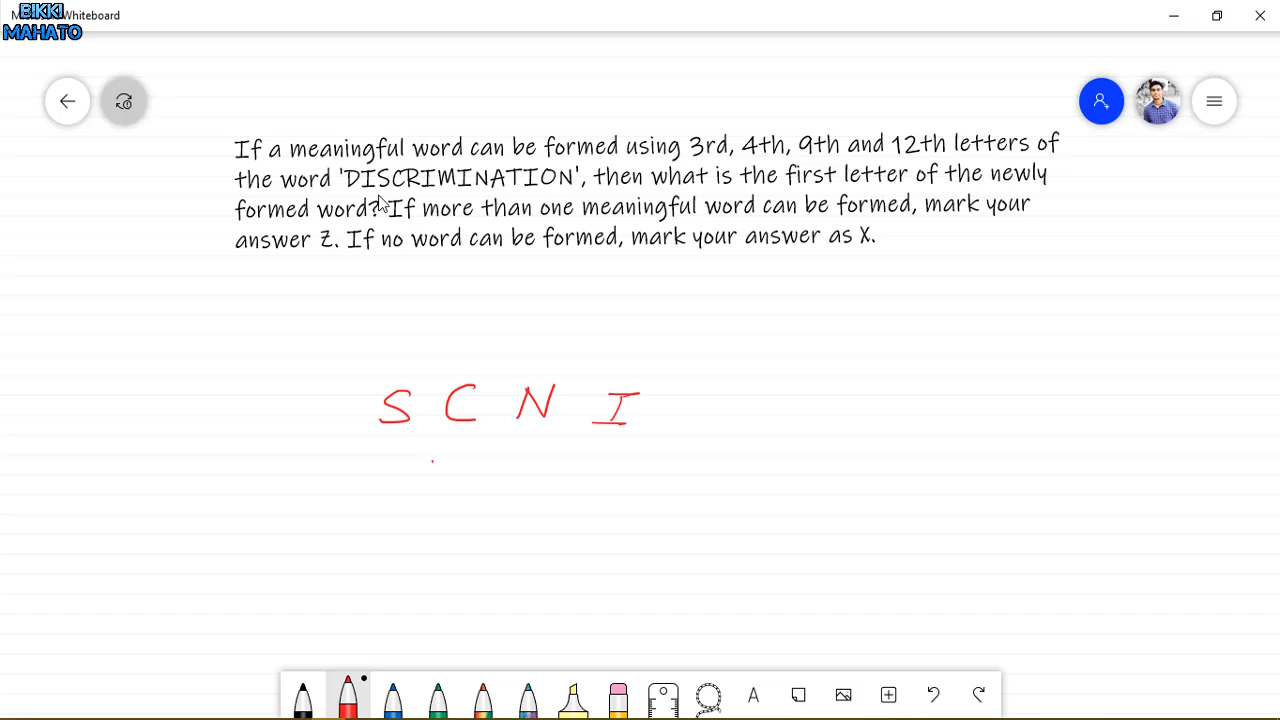 BIKKI
MAHATO
Whiteboard
If a meaningful word can be formed using 3rd, 4th, 9th and 12th letters of
the word 'DISCRIMINATION', then what is the first letter of the newly
formed word? If more than one meaningful word can be formed, mark your
answer Z. If no word can be formed, mark your answer as X.
S C N I
A